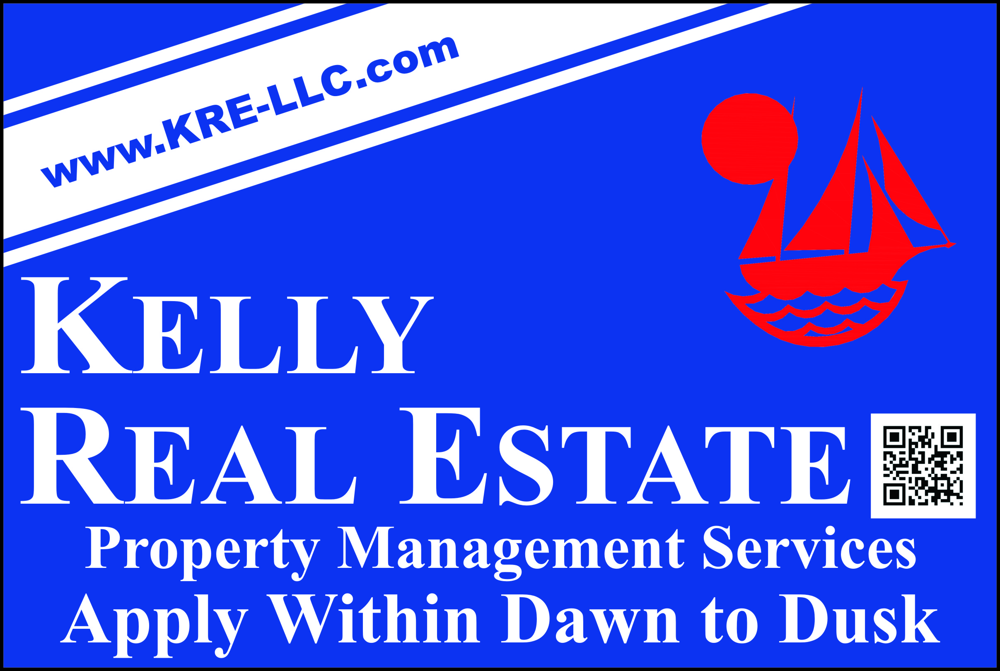 www.KRE-LLC.com
KELLY
REAL ESTATE
Property Management Services
Apply Within Dawn to Dusk